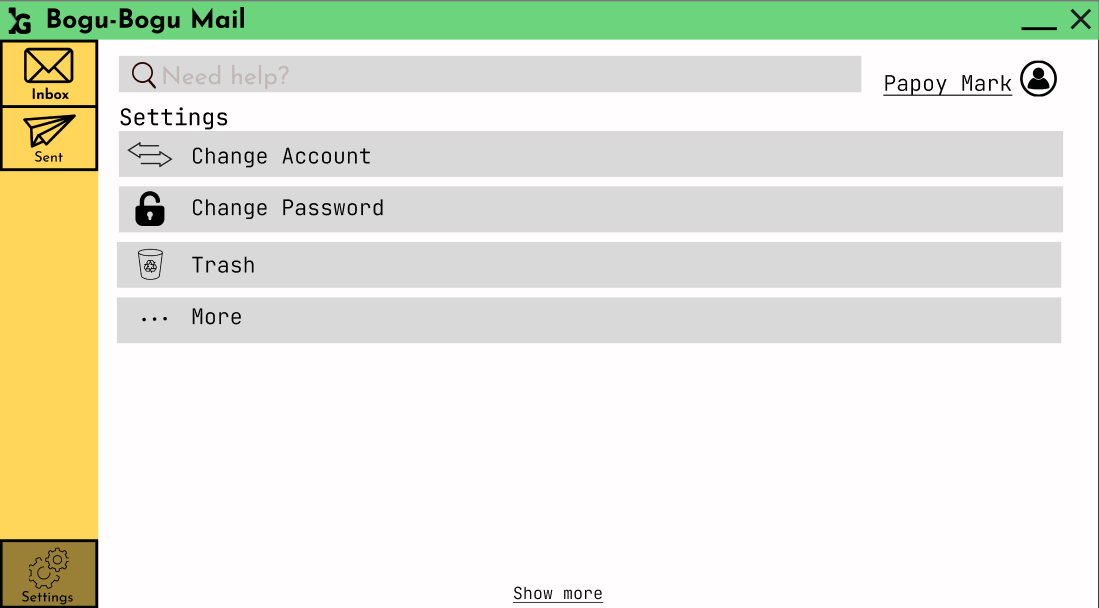 Bogu-Bogu Mail
Inbox
Sent
Need help?
Papoy Mark
Settings
Change Account
Change Password
Trash
... More
Settings
Show more